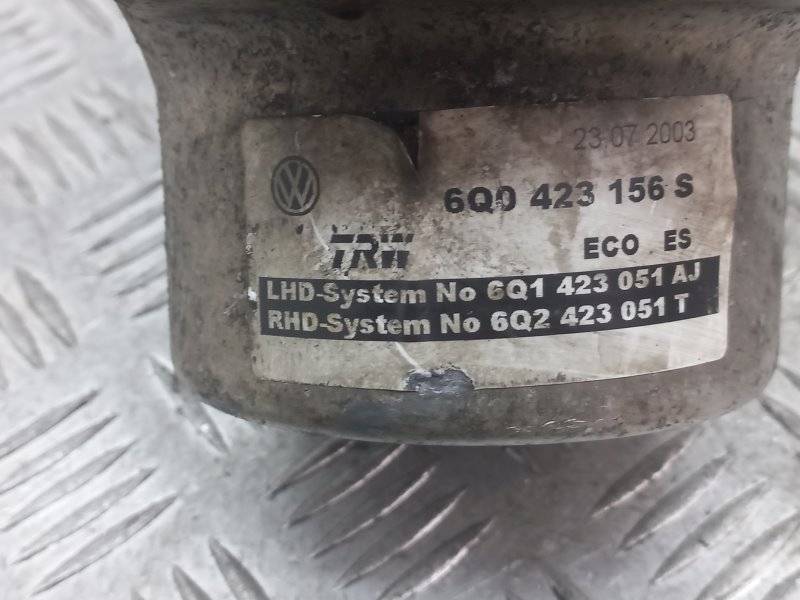 23.07 2003
6Q0 423 156 S
TRW ECO . ES
LHD-System No 6Q1 423 051 AJ
RHD-System No 6Q2 423 051 T